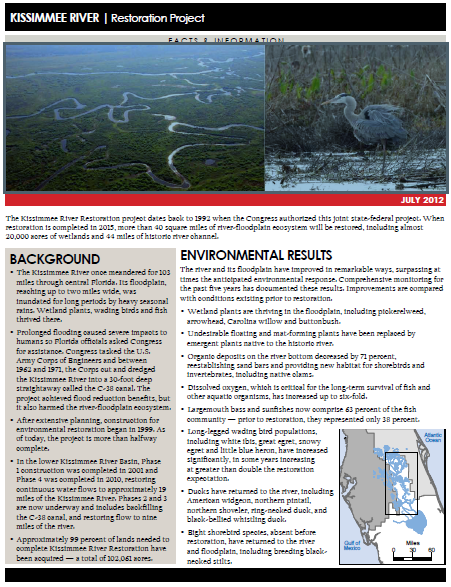 KISSIMMEE RIVER | Restoration Project
FACTS & INFORMATION
JULY 2012
The Kissimmee River Restoration project dates back to 1992 when the Congress authorized this joint state-federal project. When
restoration is completed in 2015, more than 40 square miles of river-floodplain ecosystem will be restored, including almost
20,000 acres of wetlands and 44 miles of historic river channel.
BACKGROUND
• The Kissimmee River once meandered for 103
miles through central Florida. Its floodplain,
reaching up to two miles wide, was
inundated for long periods by heavy seasonal
rains. Wetland plants, wading birds and fish
thrived there.
• Prolonged flooding caused severe impacts to
humans so Florida officials asked Congress
for assistance. Congress tasked the U.S.
Army Corps of Engineers and between
1962 and 1971, the Corps cut and dredged
the Kissimmee River into a 30-foot deep
straightaway called the C-38 canal. The
project achieved flood reduction benefits, but
it also harmed the river-floodplain ecosystem.
• After extensive planning, construction for
environmental restoration began in 1999. As
of today, the project is more than halfway
complete.
• In the lower Kissimmee River Basin, Phase
1 construction was completed in 2001 and
Phase 4 was completed in 2010, restoring
continuous water flows to approximately 19
miles of the Kissimmee River. Phases 2 and 3
are now underway and includes backfilling
the C-38 canal, and restoring flow to nine
miles of the river.
• Approximately 99 percent of lands needed to
complete Kissimmee River Restoration have
been acquired — a total of 102,061 acres.
ENVIRONMENTAL RESULTS
The river and its floodplain have improved in remarkable ways, surpassing at
times the anticipated environmental response. Comprehensive monitoring for
the past five years has documented these results. Improvements are compared
with conditions existing prior to restoration.
• Wetland plants are thriving in the floodplain, including pickerelweed,
arrowhead, Carolina willow and buttonbush.
• Undesirable floating and mat-forming plants have been replaced by
emergent plants native to the historic river.
• Organic deposits on the river bottom decreased by 71 percent,
reestablishing sand bars and providing new habitat for shorebirds and
invertebrates, including native clams.
• Dissolved oxygen, which is critical for the long-term survival of fish and
other aquatic organisms, has increased up to six-fold.
• Largemouth bass and sunfishes now comprise 63 percent of the fish
community — prior to restoration, they represented only 38 percent.
• Long-legged wading bird populations,
including white ibis, great egret, snowy
egret and little blue heron, have increased
significantly, in some years increasing
at greater than double the restoration
expectation.
• Ducks have returned to the river, including
American widgeon, northern pintail,
northern shoveler, ring-necked duck, and
black-bellied whistling duck.
• Eight shorebird species, absent before
restoration, have returned to the river
and floodplain, including breeding black-
necked stilts.
Atlantic
Ocean
Gulf of
Mexico
Miles
0 30 60